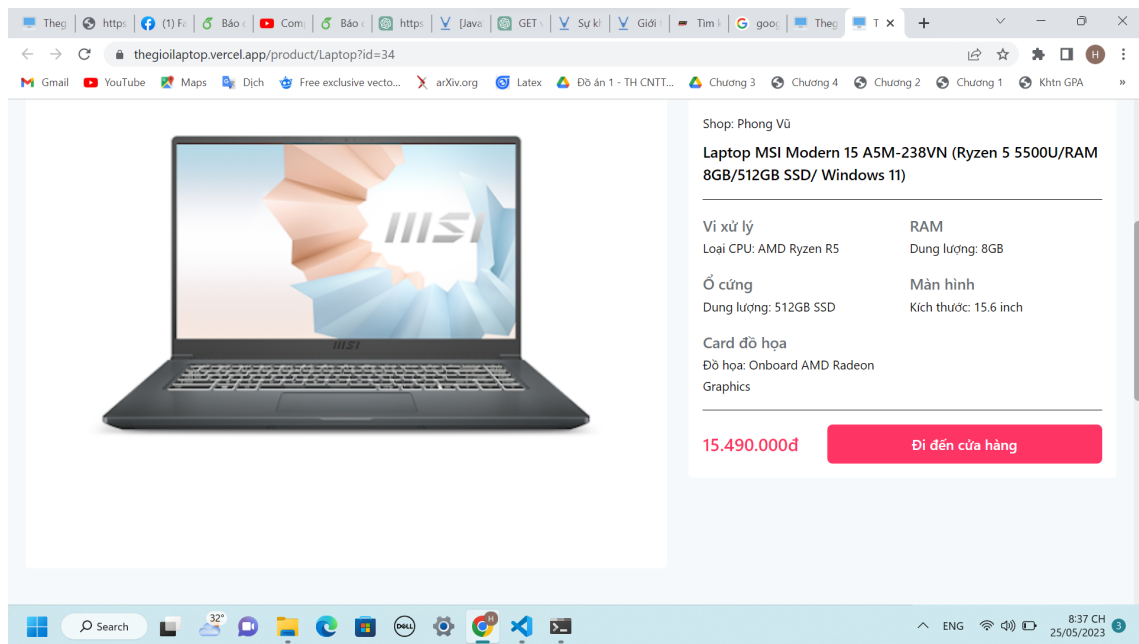 Theg
https
(1) Fa
Báo c
Com
Báo c
https
[Java
GET
Sự kh
Giới
Tìm k
goog
Theg
T
thegioilaptop.vercel.app/product/Laptop?id=34
H
Gmail
YouTube
Maps
Dịch
Free exclusive vecto...
arXiv.org
Latex
Đồ án 1 - TH CNTT...
Chương 3
Chương 4
Chương 2
Chương 1
Khtn GPA
»
msi
msi
Shop: Phong Vũ
Laptop MSI Modern 15 A5M-238VN (Ryzen 5 5500U/RAM
8GB/512GB SSD/ Windows 11)
Vi xử lý
Loại CPU: AMD Ryzen R5
RAM
Dung lượng: 8GB
Ổ cứng
Dung lượng: 512GB SSD
Màn hình
Kích thước: 15.6 inch
Card đồ họa
Đồ họa: Onboard AMD Radeon
Graphics
15.490.000đ
Đi đến cửa hàng
Search
32°
DELL
H
ENG
8:37 CH
25/05/2023
3